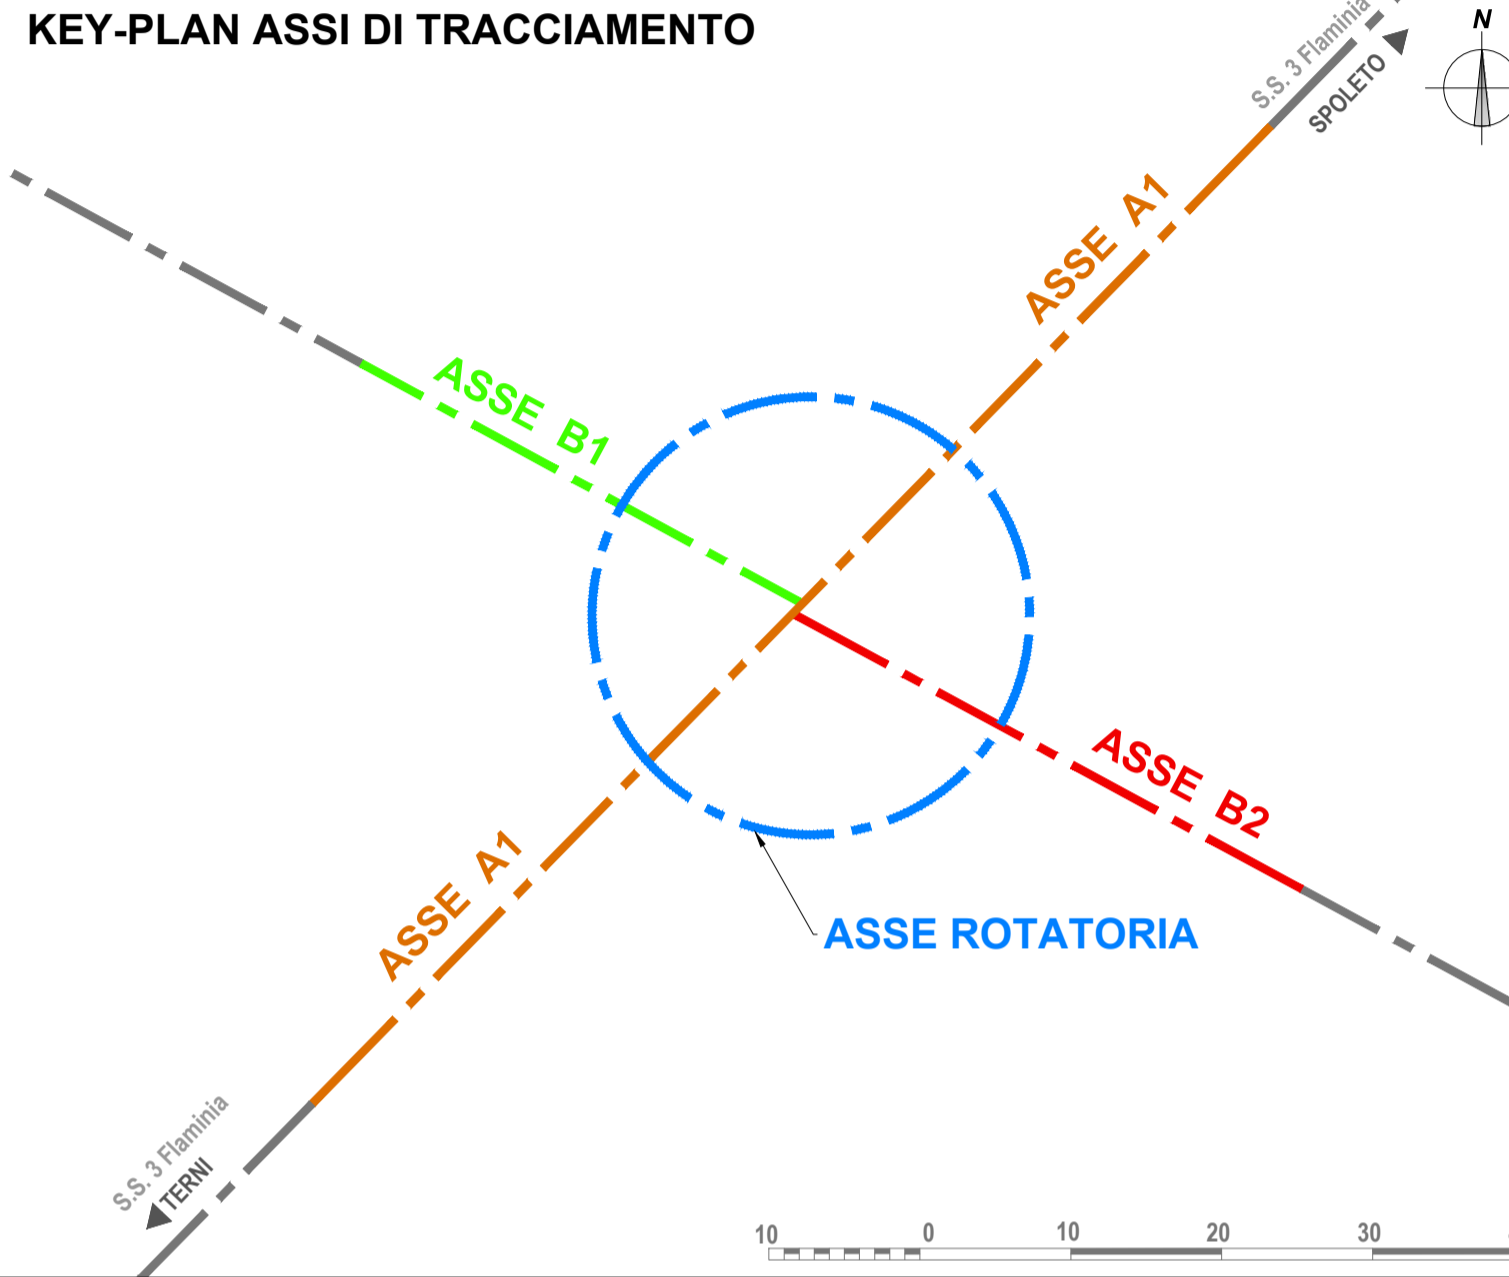 KEY-PLAN ASSI DI TRACCIAMENTO
S.S. 3 Flaminia
SPOLETO
N
ASSE A1
ASSE B1
ASSE B2
ASSE A1
ASSE ROTATORIA
S.S. 3 Flaminia
TERNI
10 0 10 20 30